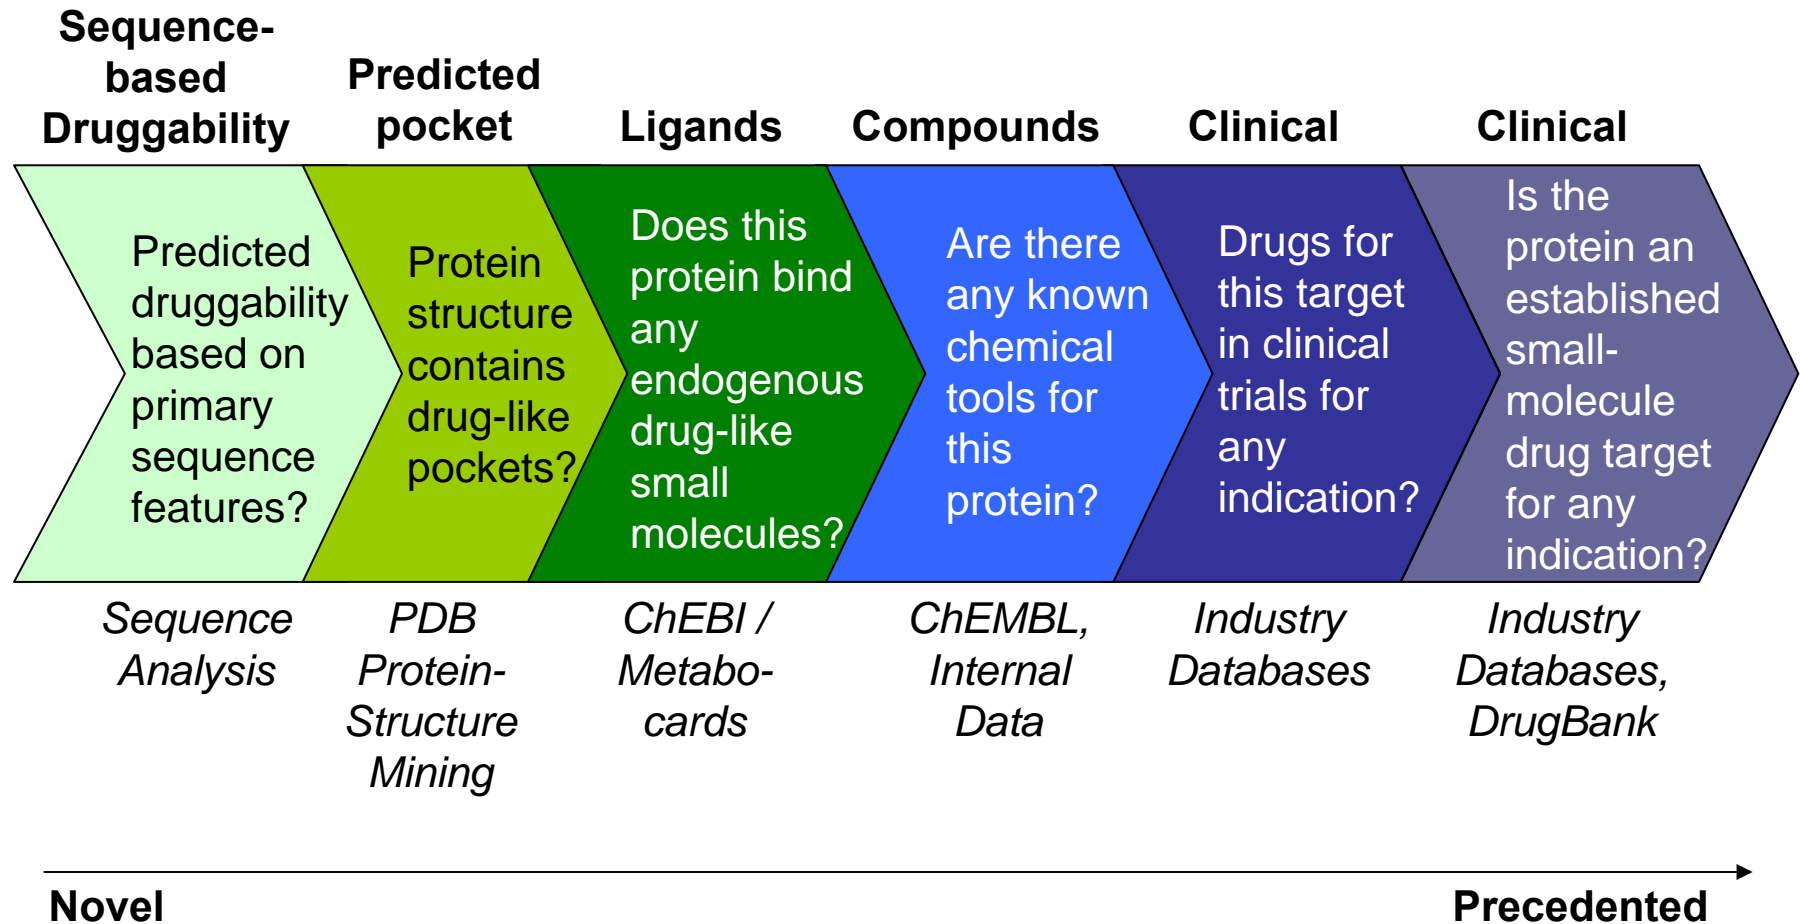 Sequence-
based
Druggability
Predicted
pocket
Ligands
Compounds
Clinical
Clinical
Predicted
druggability
based on
primary
sequence
features?
Protein
structure
contains
drug-like
pockets?
Does this
protein bind
any
endogenous
drug-like
small
molecules?
Are there
any known
chemical
tools for
this
protein?
Drugs for
this target
in clinical
trials for
any
indication?
Is the
protein an
established
small-
molecule
drug target
for any
indication?
Sequence
Analysis
PDB
Protein-
Structure
Mining
ChEBI /
Metabo-
cards
ChEMBL,
Internal
Data
Industry
Databases
Industry
Databases,
DrugBank
Novel
Precedented